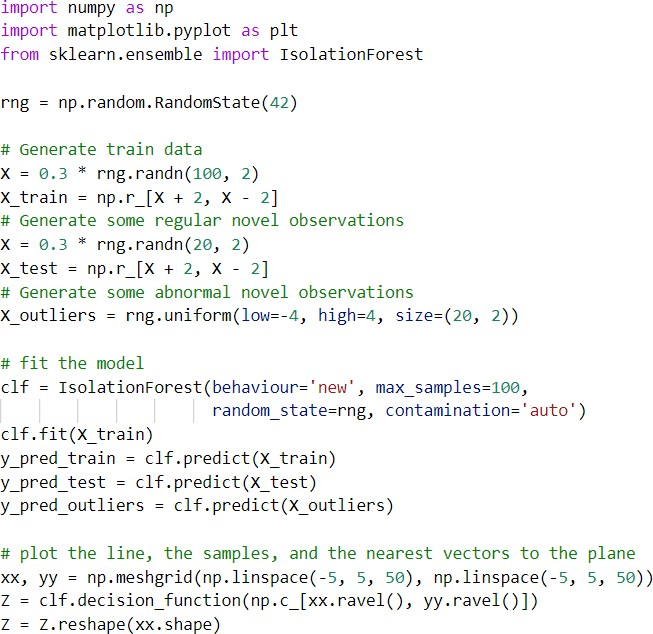 import numpy as np
import matplotlib.pyplot as plt
from sklearn.ensemble import IsolationForest

rng = np.random.RandomState(42)

# Generate train data
X = 0.3 * rng.randn(100, 2)
X_train = np.r_[X + 2, X - 2]
# Generate some regular novel observations
X = 0.3 * rng.randn(20, 2)
X_test = np.r_[X + 2, X - 2]
# Generate some abnormal novel observations
X_outliers = rng.uniform(low=-4, high=4, size=(20, 2))

# fit the model
clf = IsolationForest(behaviour='new', max_samples=100,
                      random_state=rng, contamination='auto')
clf.fit(X_train)
y_pred_train = clf.predict(X_train)
y_pred_test = clf.predict(X_test)
y_pred_outliers = clf.predict(X_outliers)

# plot the line, the samples, and the nearest vectors to the plane
xx, yy = np.meshgrid(np.linspace(-5, 5, 50), np.linspace(-5, 5, 50))
Z = clf.decision_function(np.c_[xx.ravel(), yy.ravel()])
Z = Z.reshape(xx.shape)